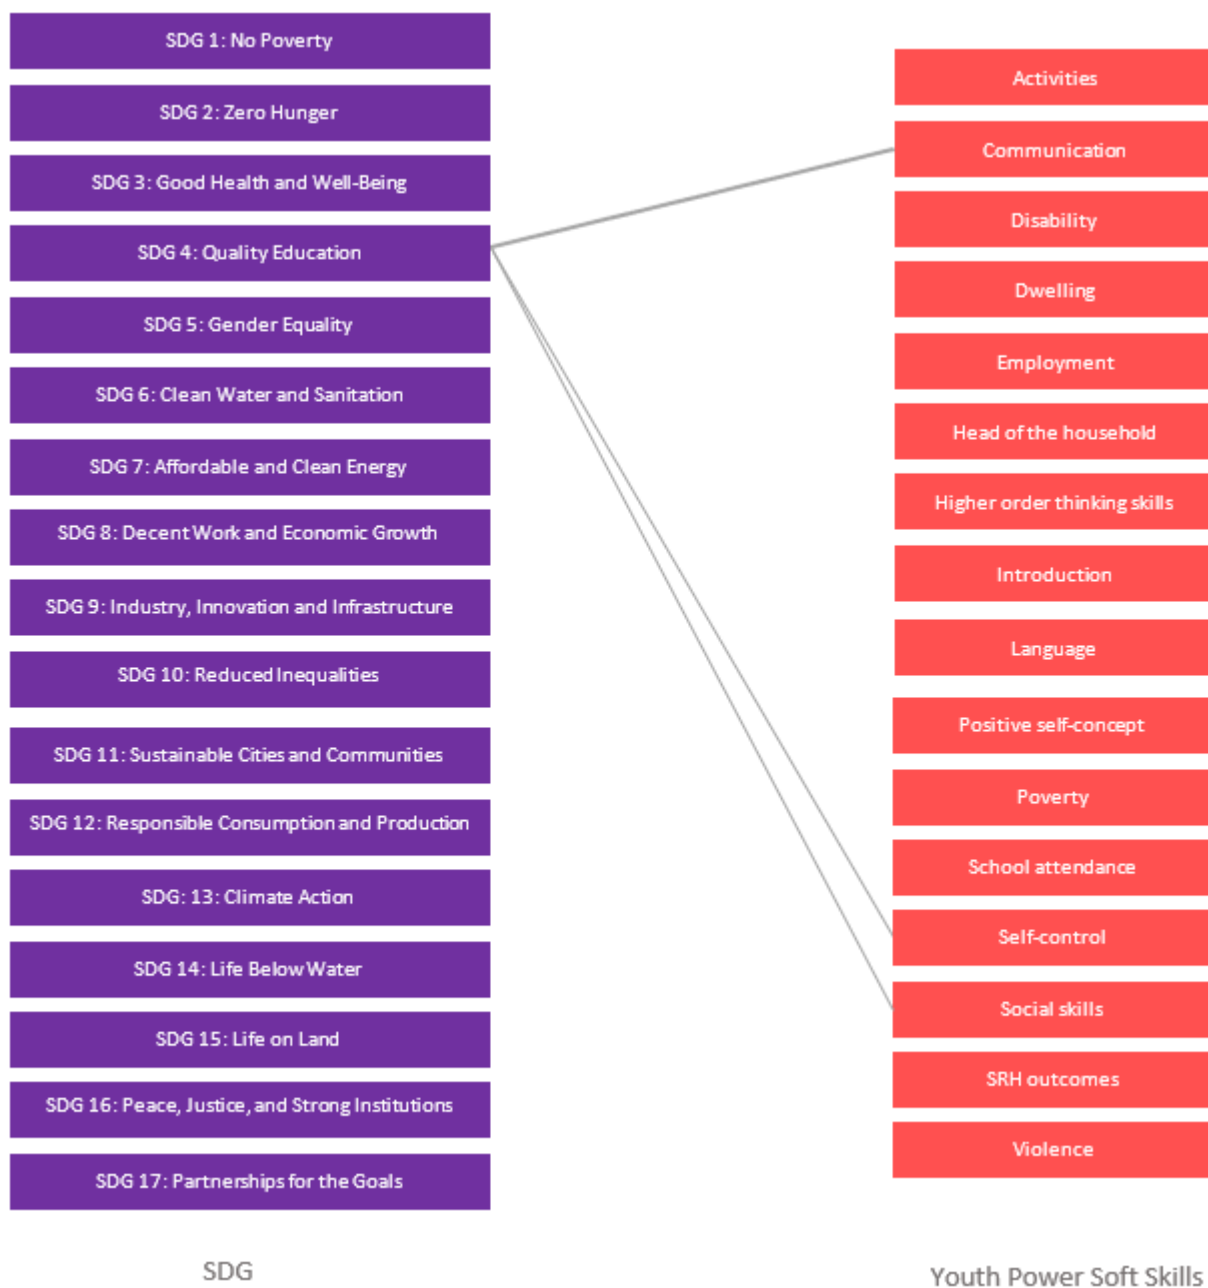 SDG 1: No Poverty
SDG 2: Zero Hunger
SDG 3: Good Health and Well-Being
SDG 4: Quality Education
SDG 5: Gender Equality
SDG 6: Clean Water and Sanitation
SDG 7: Affordable and Clean Energy
SDG 8: Decent Work and Economic Growth
SDG 9: Industry, Innovation and Infrastructure
SDG 10: Reduced Inequalities
SDG 11: Sustainable Cities and Communities
SDG 12: Responsible Consumption and Production
SDG: 13: Climate Action
SDG 14: Life Below Water
SDG 15: Life on Land
SDG 16: Peace, Justice, and Strong Institutions
SDG 17: Partnerships for the Goals
SDG
Activities
Communication
Disability
Dwelling
Employment
Head of the household
Higher order thinking skills
Introduction
Language
Positive self-concept
Poverty
School attendance
Self-control
Social skills
SRH outcomes
Violence
Youth Power Soft Skills